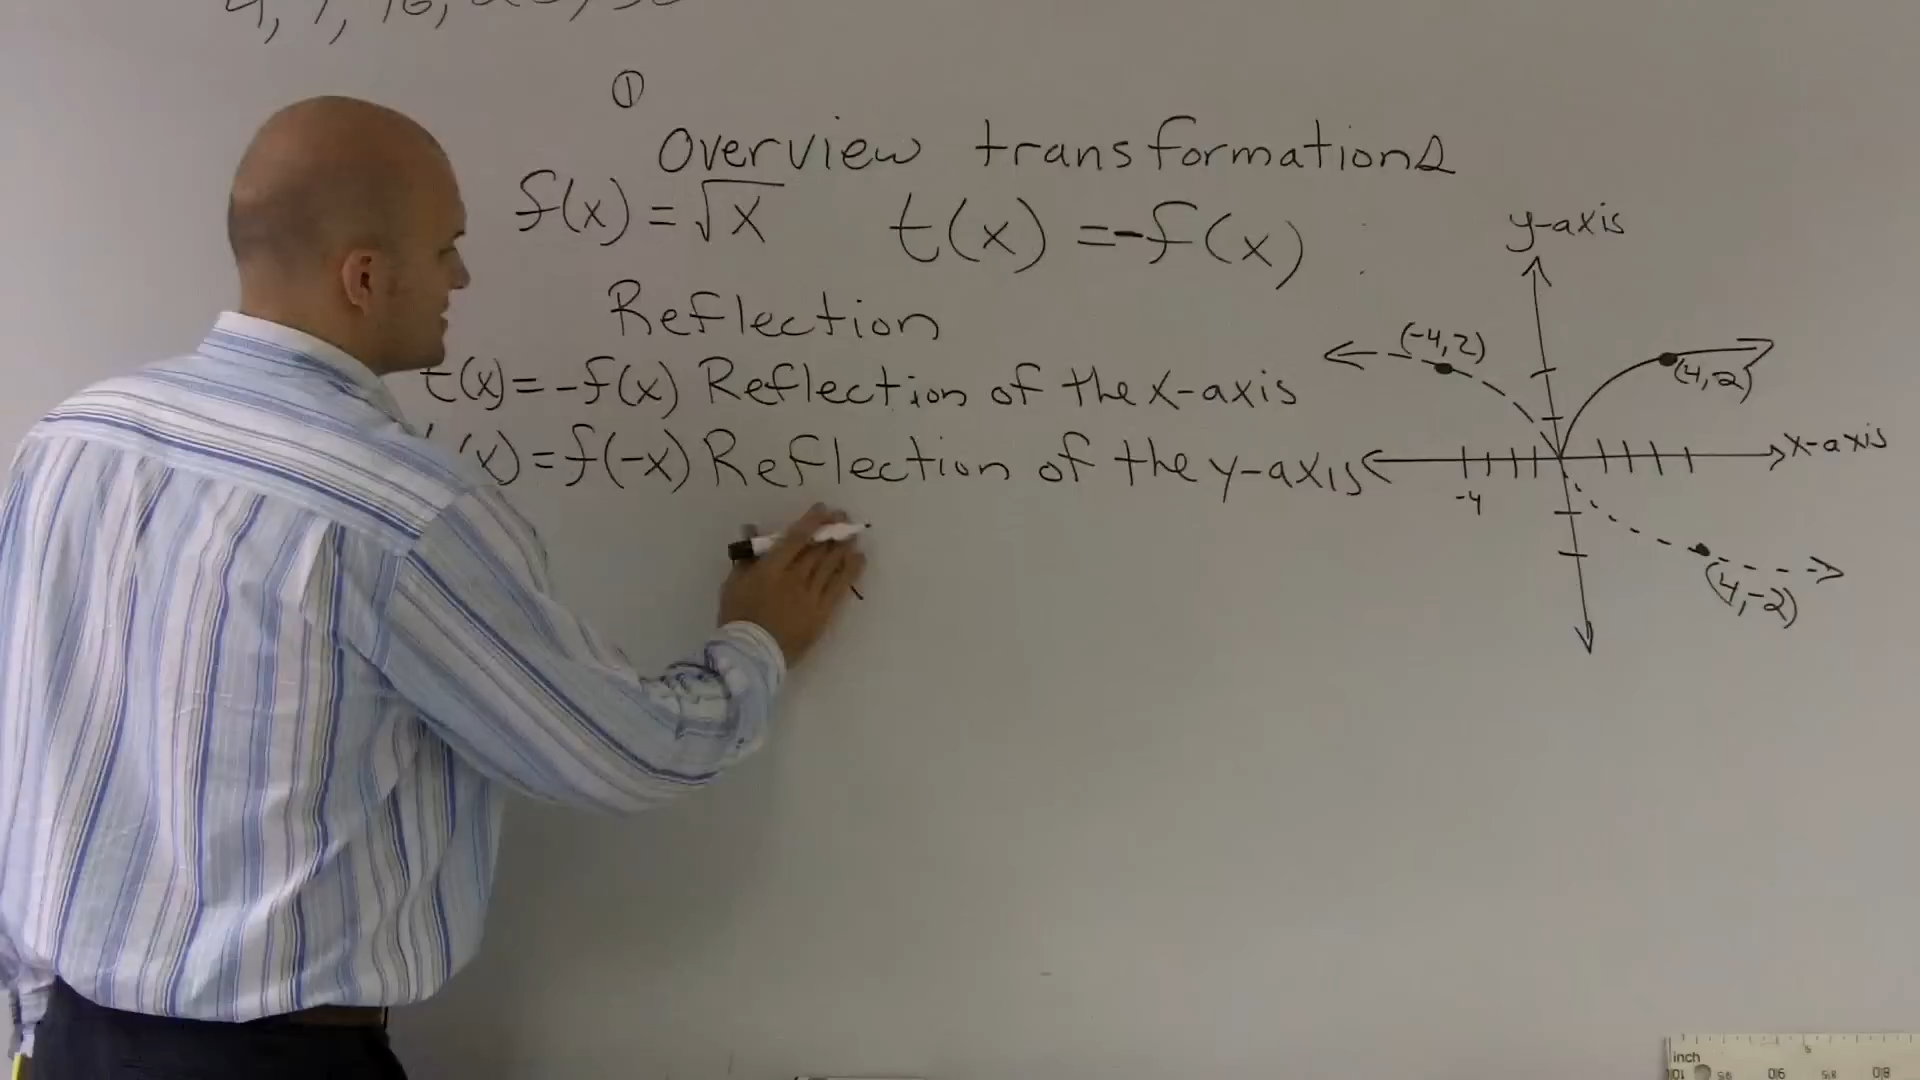 ①
Overview transformations
f(x) = √x t(x) = -f(x)
Reflection
t(x) = -f(x) Reflection of the x-axis
(x) = f(-x) Reflection of the y-axis
y-axis
(-4,2)
(4,2)
x-axis
-4
(4,-2)
inch